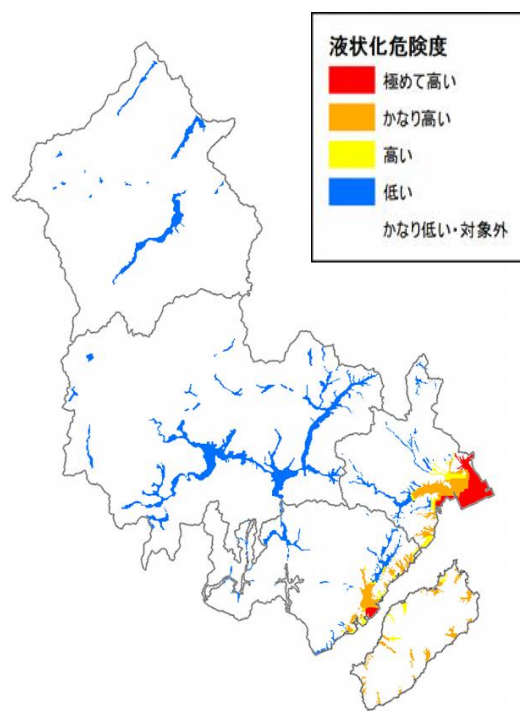 液状化危険度
極めて高い
かなり高い
高い
低い
かなり低い・対象外